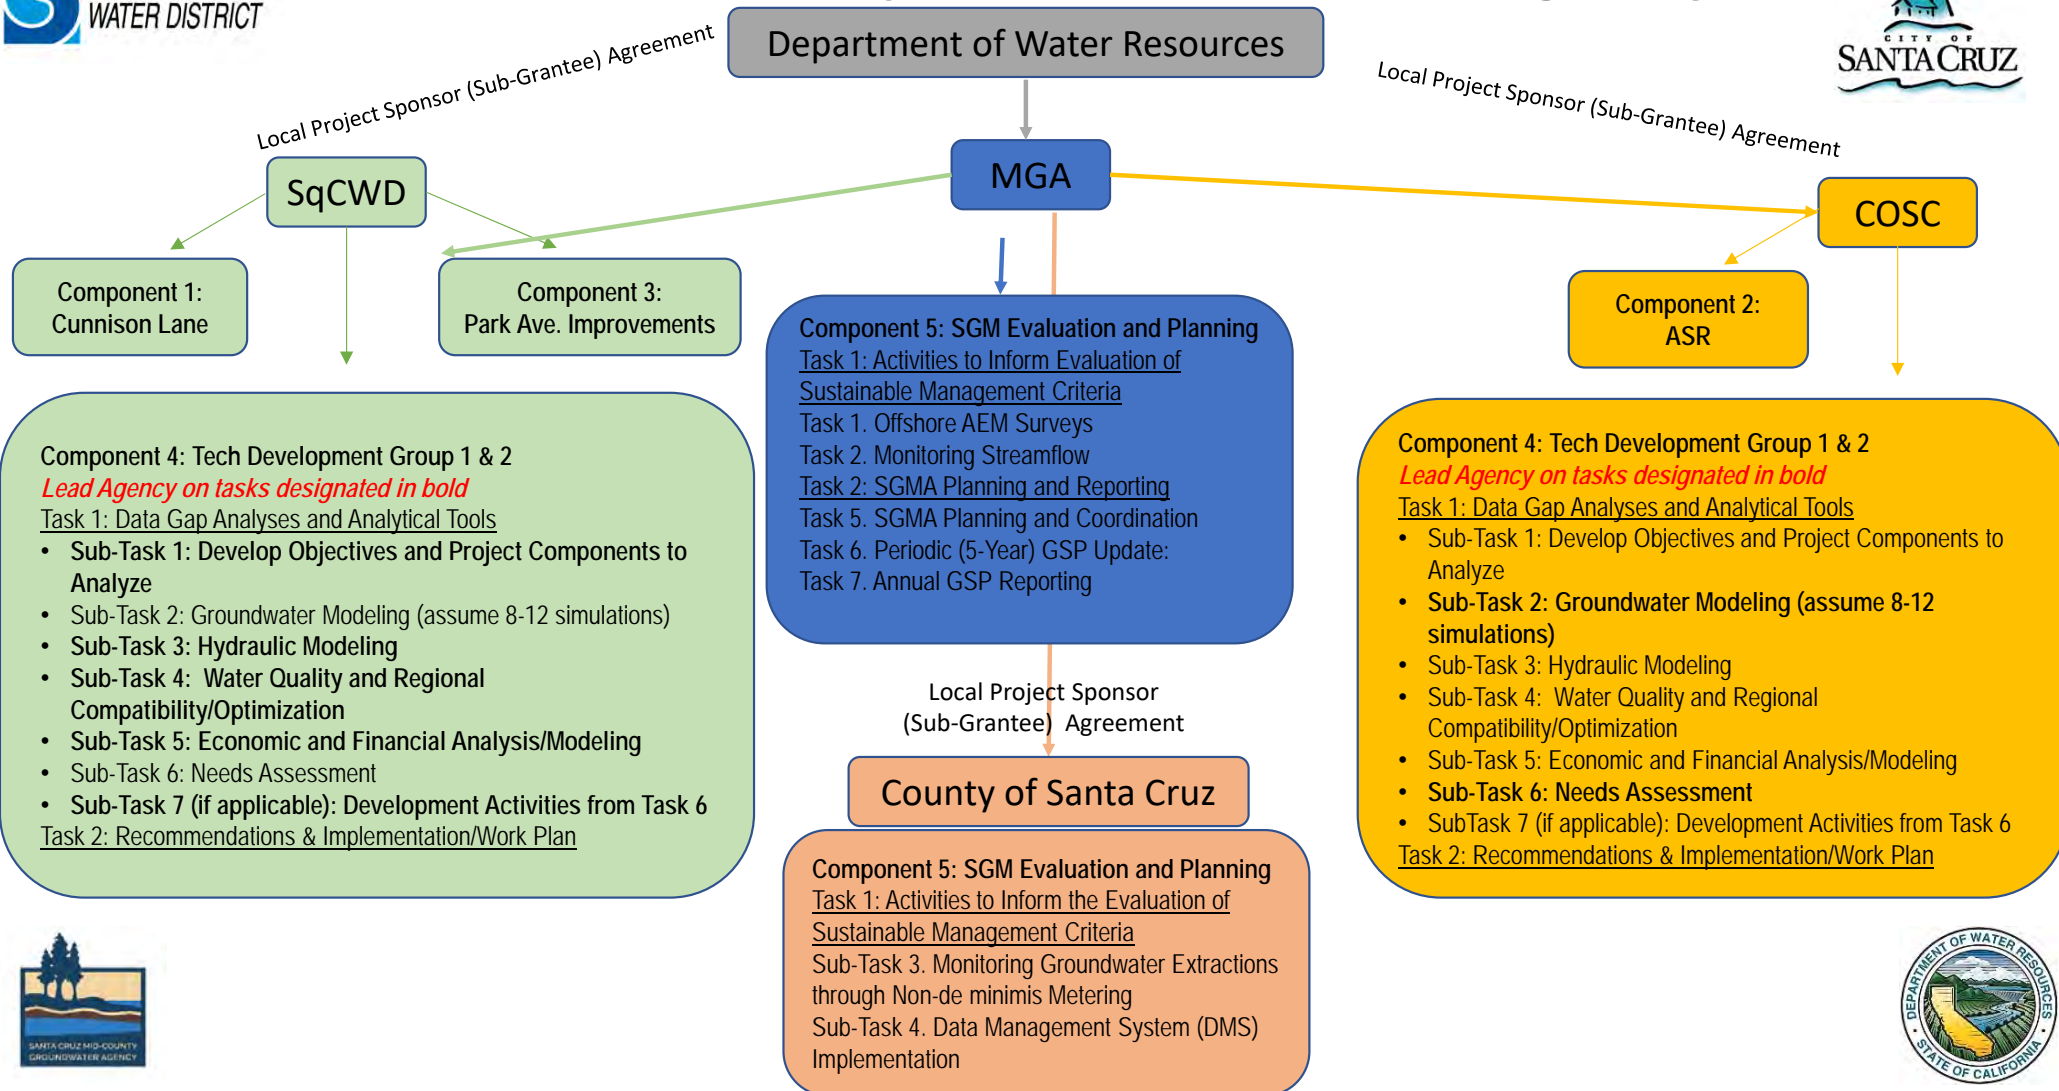 WATER DISTRICT
Department of Water Resources
CITY OF
SANTA CRUZ
Local Project Sponsor (Sub-Grantee) Agreement
Local Project Sponsor (Sub-Grantee) Agreement
SqCWD
MGA
COSC
Component 1:
Cunnison Lane
Component 3:
Park Ave. Improvements
Component 2:
ASR
Component 5: SGM Evaluation and Planning
Task 1: Activities to Inform Evaluation of
Sustainable Management Criteria
Task 1. Offshore AEM Surveys
Task 2. Monitoring Streamflow
Task 2: SGMA Planning and Reporting
Task 5. SGMA Planning and Coordination
Task 6. Periodic (5-Year) GSP Update:
Task 7. Annual GSP Reporting
Component 4: Tech Development Group 1 & 2
Lead Agency on tasks designated in bold
Task 1: Data Gap Analyses and Analytical Tools
• Sub-Task 1: Develop Objectives and Project Components to
Analyze
• Sub-Task 2: Groundwater Modeling (assume 8-12 simulations)
• Sub-Task 3: Hydraulic Modeling
• Sub-Task 4:  Water Quality and Regional
Compatibility/Optimization
• Sub-Task 5: Economic and Financial Analysis/Modeling
• Sub-Task 6: Needs Assessment
• Sub-Task 7 (if applicable): Development Activities from Task 6
Task 2: Recommendations & Implementation/Work Plan
Component 4: Tech Development Group 1 & 2
Lead Agency on tasks designated in bold
Task 1: Data Gap Analyses and Analytical Tools
• Sub-Task 1: Develop Objectives and Project Components to
Analyze
• Sub-Task 2: Groundwater Modeling (assume 8-12
simulations)
• Sub-Task 3: Hydraulic Modeling
• Sub-Task 4:  Water Quality and Regional
Compatibility/Optimization
• Sub-Task 5: Economic and Financial Analysis/Modeling
• Sub-Task 6: Needs Assessment
• SubTask 7 (if applicable): Development Activities from Task 6
Task 2: Recommendations & Implementation/Work Plan
Local Project Sponsor
(Sub-Grantee)  Agreement
County of Santa Cruz
Component 5: SGM Evaluation and Planning
Task 1: Activities to Inform the Evaluation of
Sustainable Management Criteria
Sub-Task 3. Monitoring Groundwater Extractions
through Non-de minimis Metering
Sub-Task 4. Data Management System (DMS)
Implementation
SANTA CRUZ MID-COUNTY
GROUNDWATER AGENCY
DEPARTMENT OF WATER RESOURCES
STATE OF CALIFORNIA